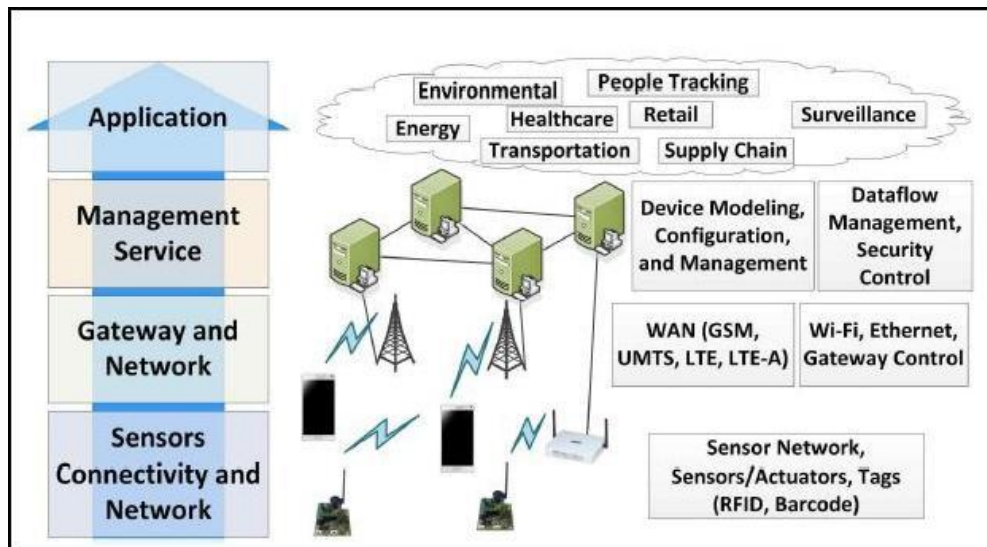 Application
Environmental
People Tracking
Energy
Healthcare
Retail
Surveillance
Transportation
Supply Chain
Management
Service
Device Modeling,
Configuration,
and Management
Dataflow
Management,
Security
Control
Gateway and
Network
WAN (GSM,
UMTS, LTE, LTE-A)
Wi-Fi, Ethernet,
Gateway Control
Sensors
Connectivity and
Network
Sensor Network,
Sensors/Actuators, Tags
(RFID, Barcode)